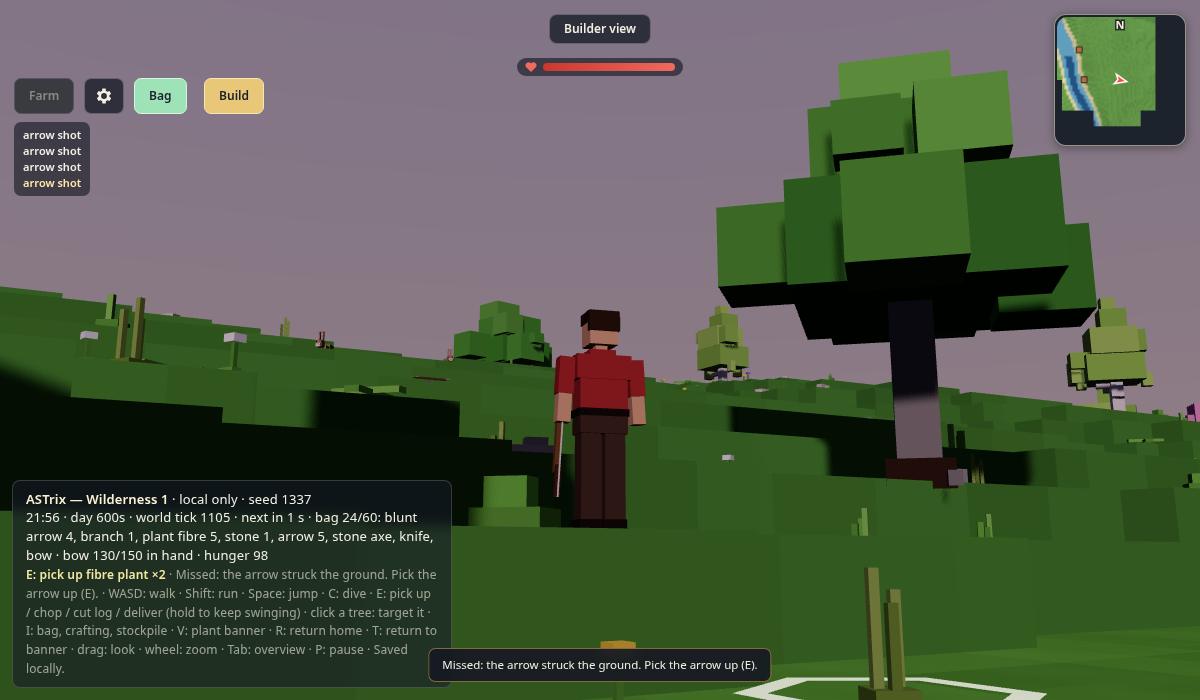 Builder view
N
Farm
Bag
Build
arrow shot
arrow shot
arrow shot
arrow shot
ASTrix — Wilderness 1 · local only · seed 1337
21:56 · day 600s · world tick 1105 · next in 1 s · bag 24/60: blunt
arrow 4, branch 1, plant fibre 5, stone 1, arrow 5, stone axe, knife,
bow · bow 130/150 in hand · hunger 98
E: pick up fibre plant ×2 · Missed: the arrow struck the ground. Pick the
arrow up (E). · WASD: walk · Shift: run · Space: jump · C: dive · E: pick up
/ chop / cut log / deliver (hold to keep swinging) · click a tree: target it ·
I: bag, crafting, stockpile · V: plant banner · R: return home · T: return to
banner · drag: look · wheel: zoom · Tab: overview · P: pause · Saved
locally.
Missed: the arrow struck the ground. Pick the arrow up (E).